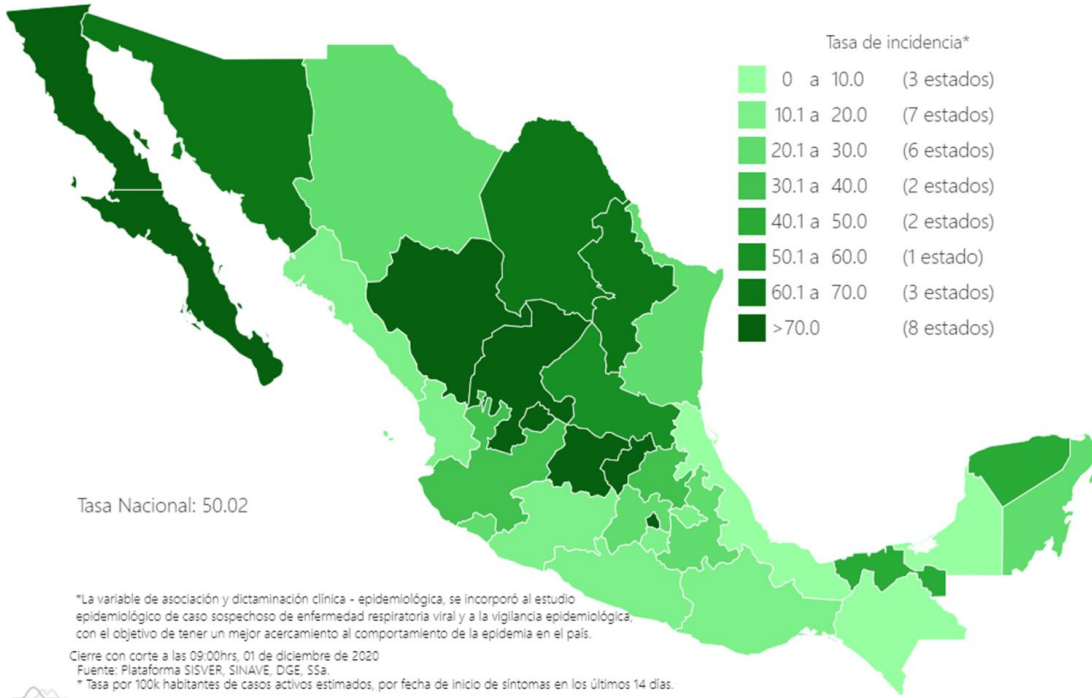 Tasa de incidencia*
0 a 10.0 (3 estados)
10.1 a 20.0 (7 estados)
20.1 a 30.0 (6 estados)
30.1 a 40.0 (2 estados)
40.1 a 50.0 (2 estados)
50.1 a 60.0 (1 estado)
60.1 a 70.0 (3 estados)
>70.0 (8 estados)
Tasa Nacional: 50.02
*La variable de asociación y dictaminación clínica - epidemiológica, se incorporó al estudio
epidemiológico de caso sospechoso de enfermedad respiratoria viral y a la vigilancia epidemiológica,
con el objetivo de tener un mejor acercamiento al comportamiento de la epidemia en el país.
Cierre con corte a las 09:00hrs, 01 de diciembre de 2020
Fuente: Plataforma SISVER, SINAVE, DGE, SSa.
* Tasa por 100k habitantes de casos activos estimados, por fecha de inicio de síntomas en los últimos 14 días.